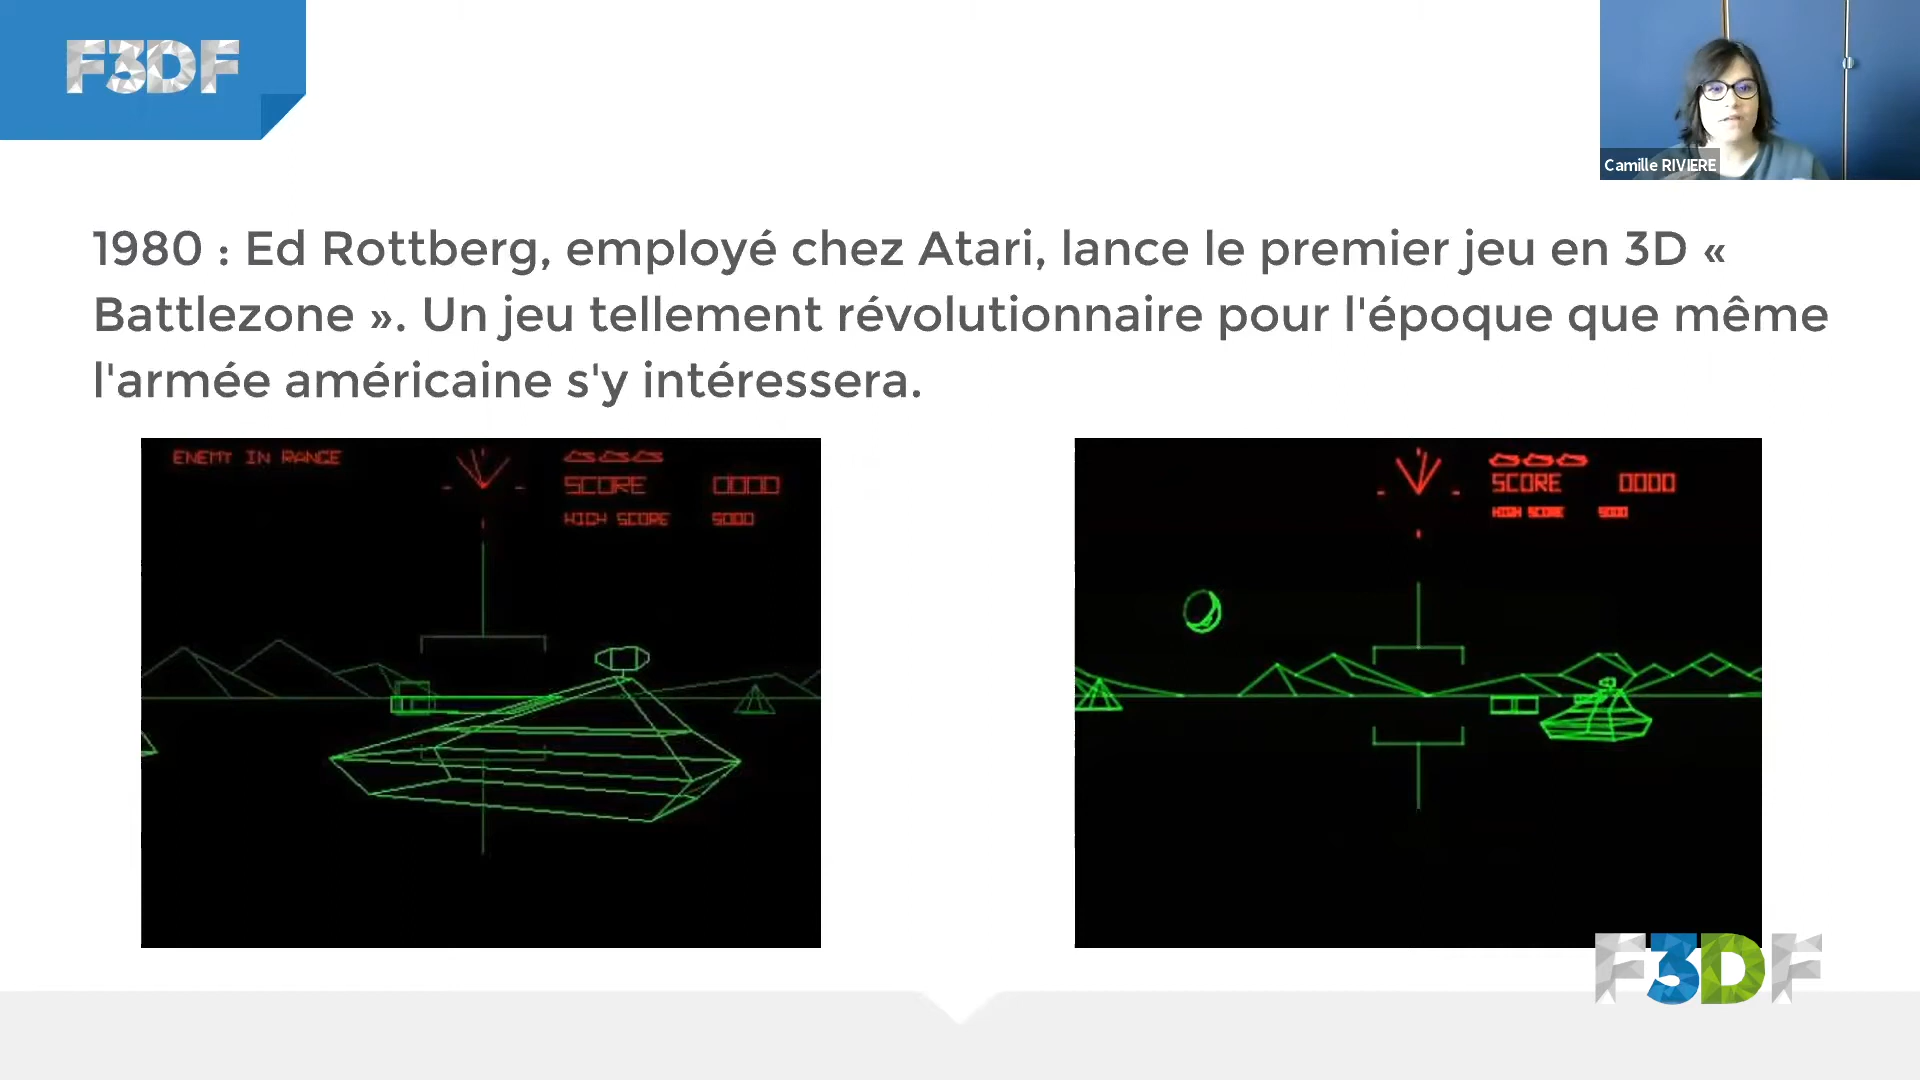 F3DF
Camille RIVIERE
1980 : Ed Rottberg, employé chez Atari, lance le premier jeu en 3D «
Battlezone ». Un jeu tellement révolutionnaire pour l'époque que même
l'armée américaine s'y intéressera.
ENEMY IN RANGE
SCORE 0000
HIGH SCORE 5000
SCORE 0000
HIGH SCORE 5000
F3DF